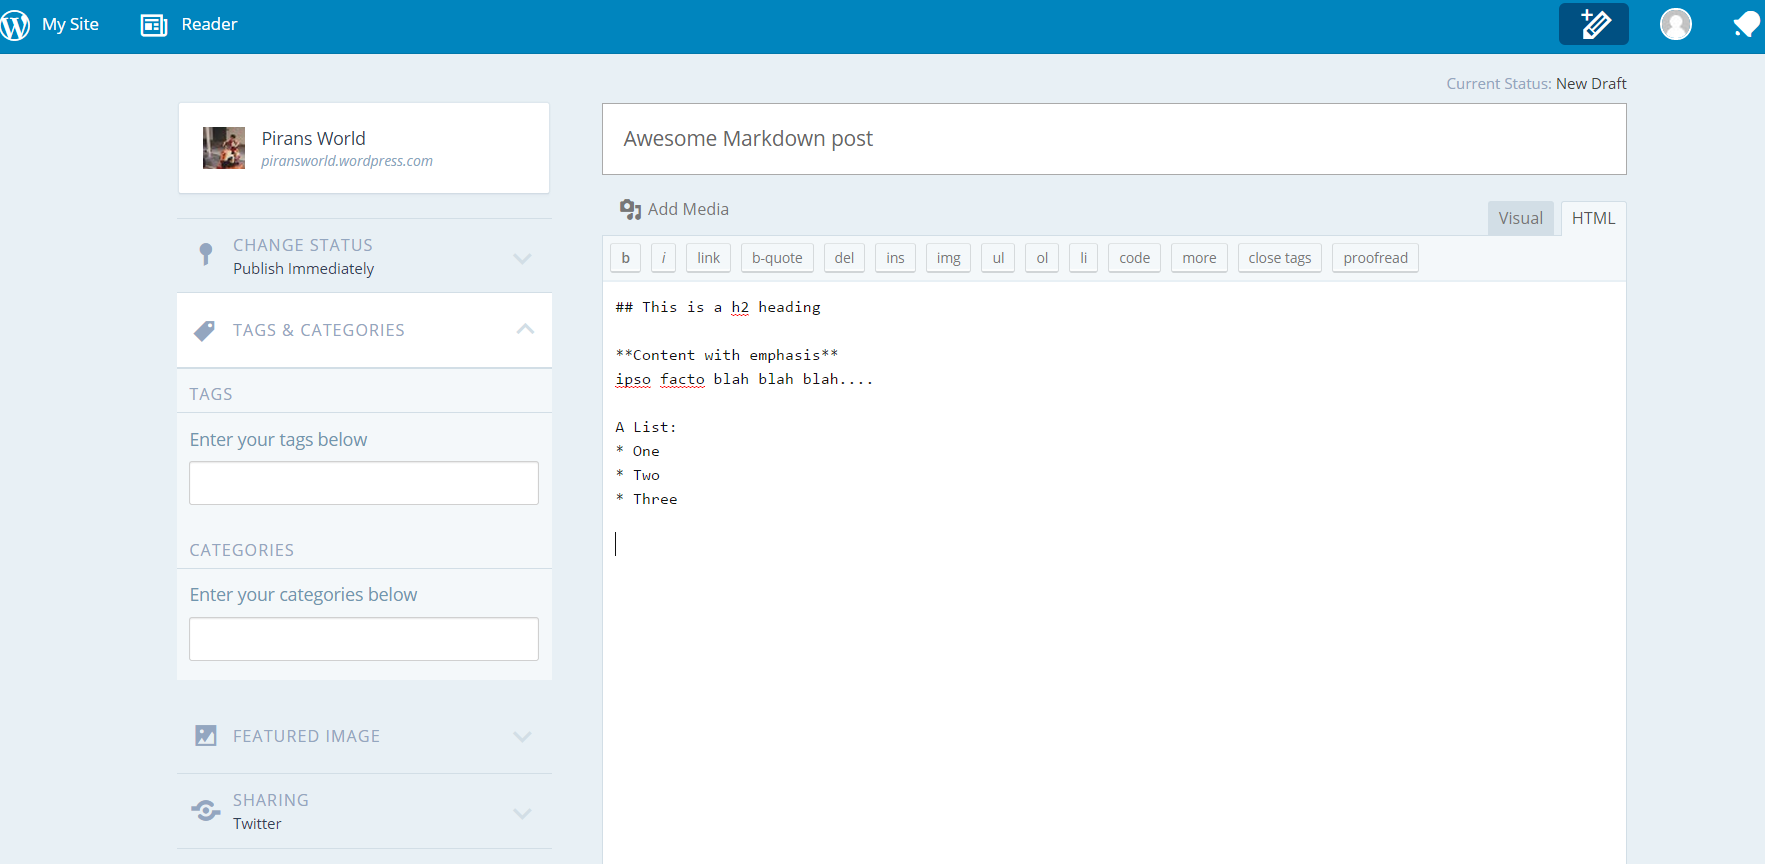 My Site
Reader
Current Status: New Draft
Pirans World
piransworld.wordpress.com
CHANGE STATUS
Publish Immediately
TAGS & CATEGORIES
TAGS
Enter your tags below
CATEGORIES
Enter your categories below
FEATURED IMAGE
SHARING
Twitter
Awesome Markdown post
Add Media
Visual HTML
b i link b-quote del ins img ul ol li code more close tags proofread
## This is a h2 heading
**Content with emphasis**
ipso facto blah blah blah....
A List:
* One
* Two
* Three